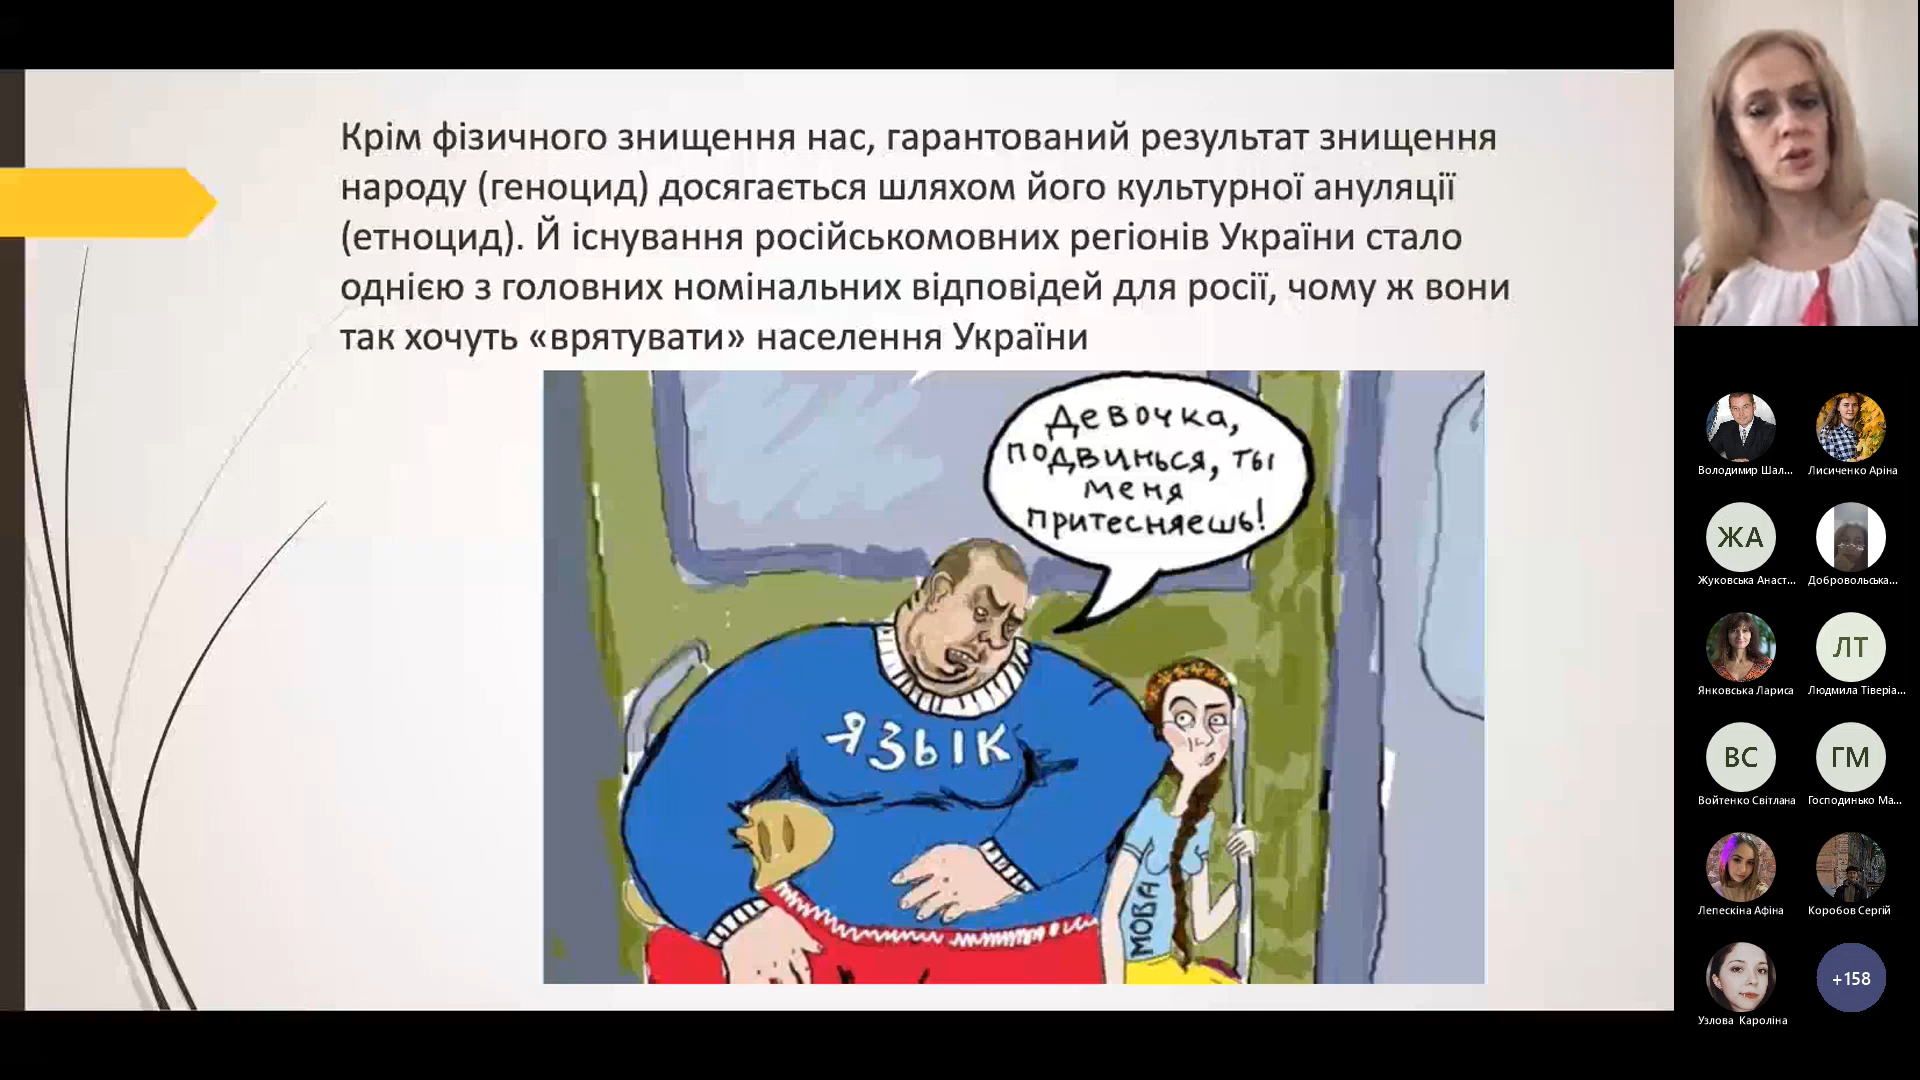 Крім фізичного знищення нас, гарантований результат знищення
народу (геноцид) досягається шляхом його культурної ануляції
(етноцид). Й існування російськомовних регіонів України стало
однією з головних номінальних відповідей для росії, чому ж вони
так хочуть «врятувати» населення України
Девочка,
подвинься, ты
меня
притесняешь!
язык
мова
Володимир Шал...
Лисиченко Аріна
ЖА
Жуковська Анаст...
Добровольська...
Янковська Лариса
ЛТ
Людмила Тіверіа...
ВС
Войтенко Світлана
ГМ
Господинько Ма...
Лепескіна Афіна
Коробов Сергій
Узлова Кароліна
+158